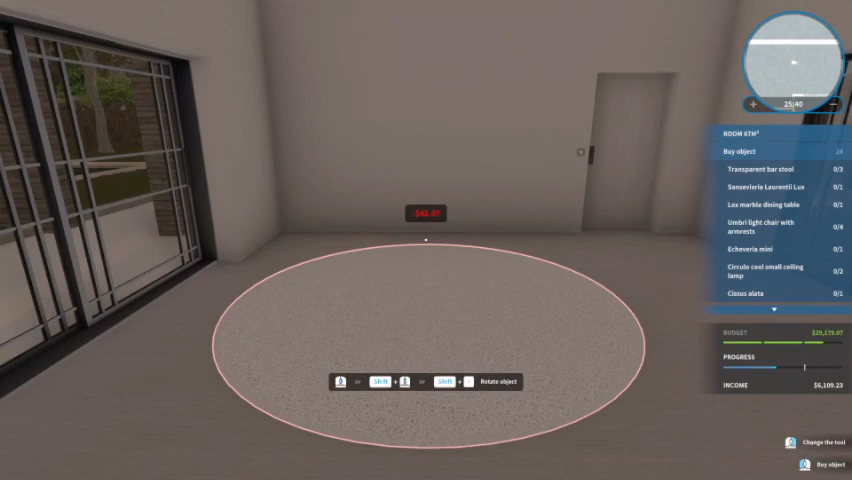 25:40
ROOM 67M²
Buy object 24
Transparent bar stool 0/3
Sansevieria Laurentii Lux 0/1
Lex marble dining table 0/1
Umbri light chair with
armrests 0/4
Echeveria mini 0/1
Circulo cool small ceiling
lamp 0/2
Cissus alata 0/1
-$42.07
BUDGET $29,179.07
PROGRESS
INCOME $6,109.23
or Shift + or Shift + - Rotate object
Change the tool
Buy object